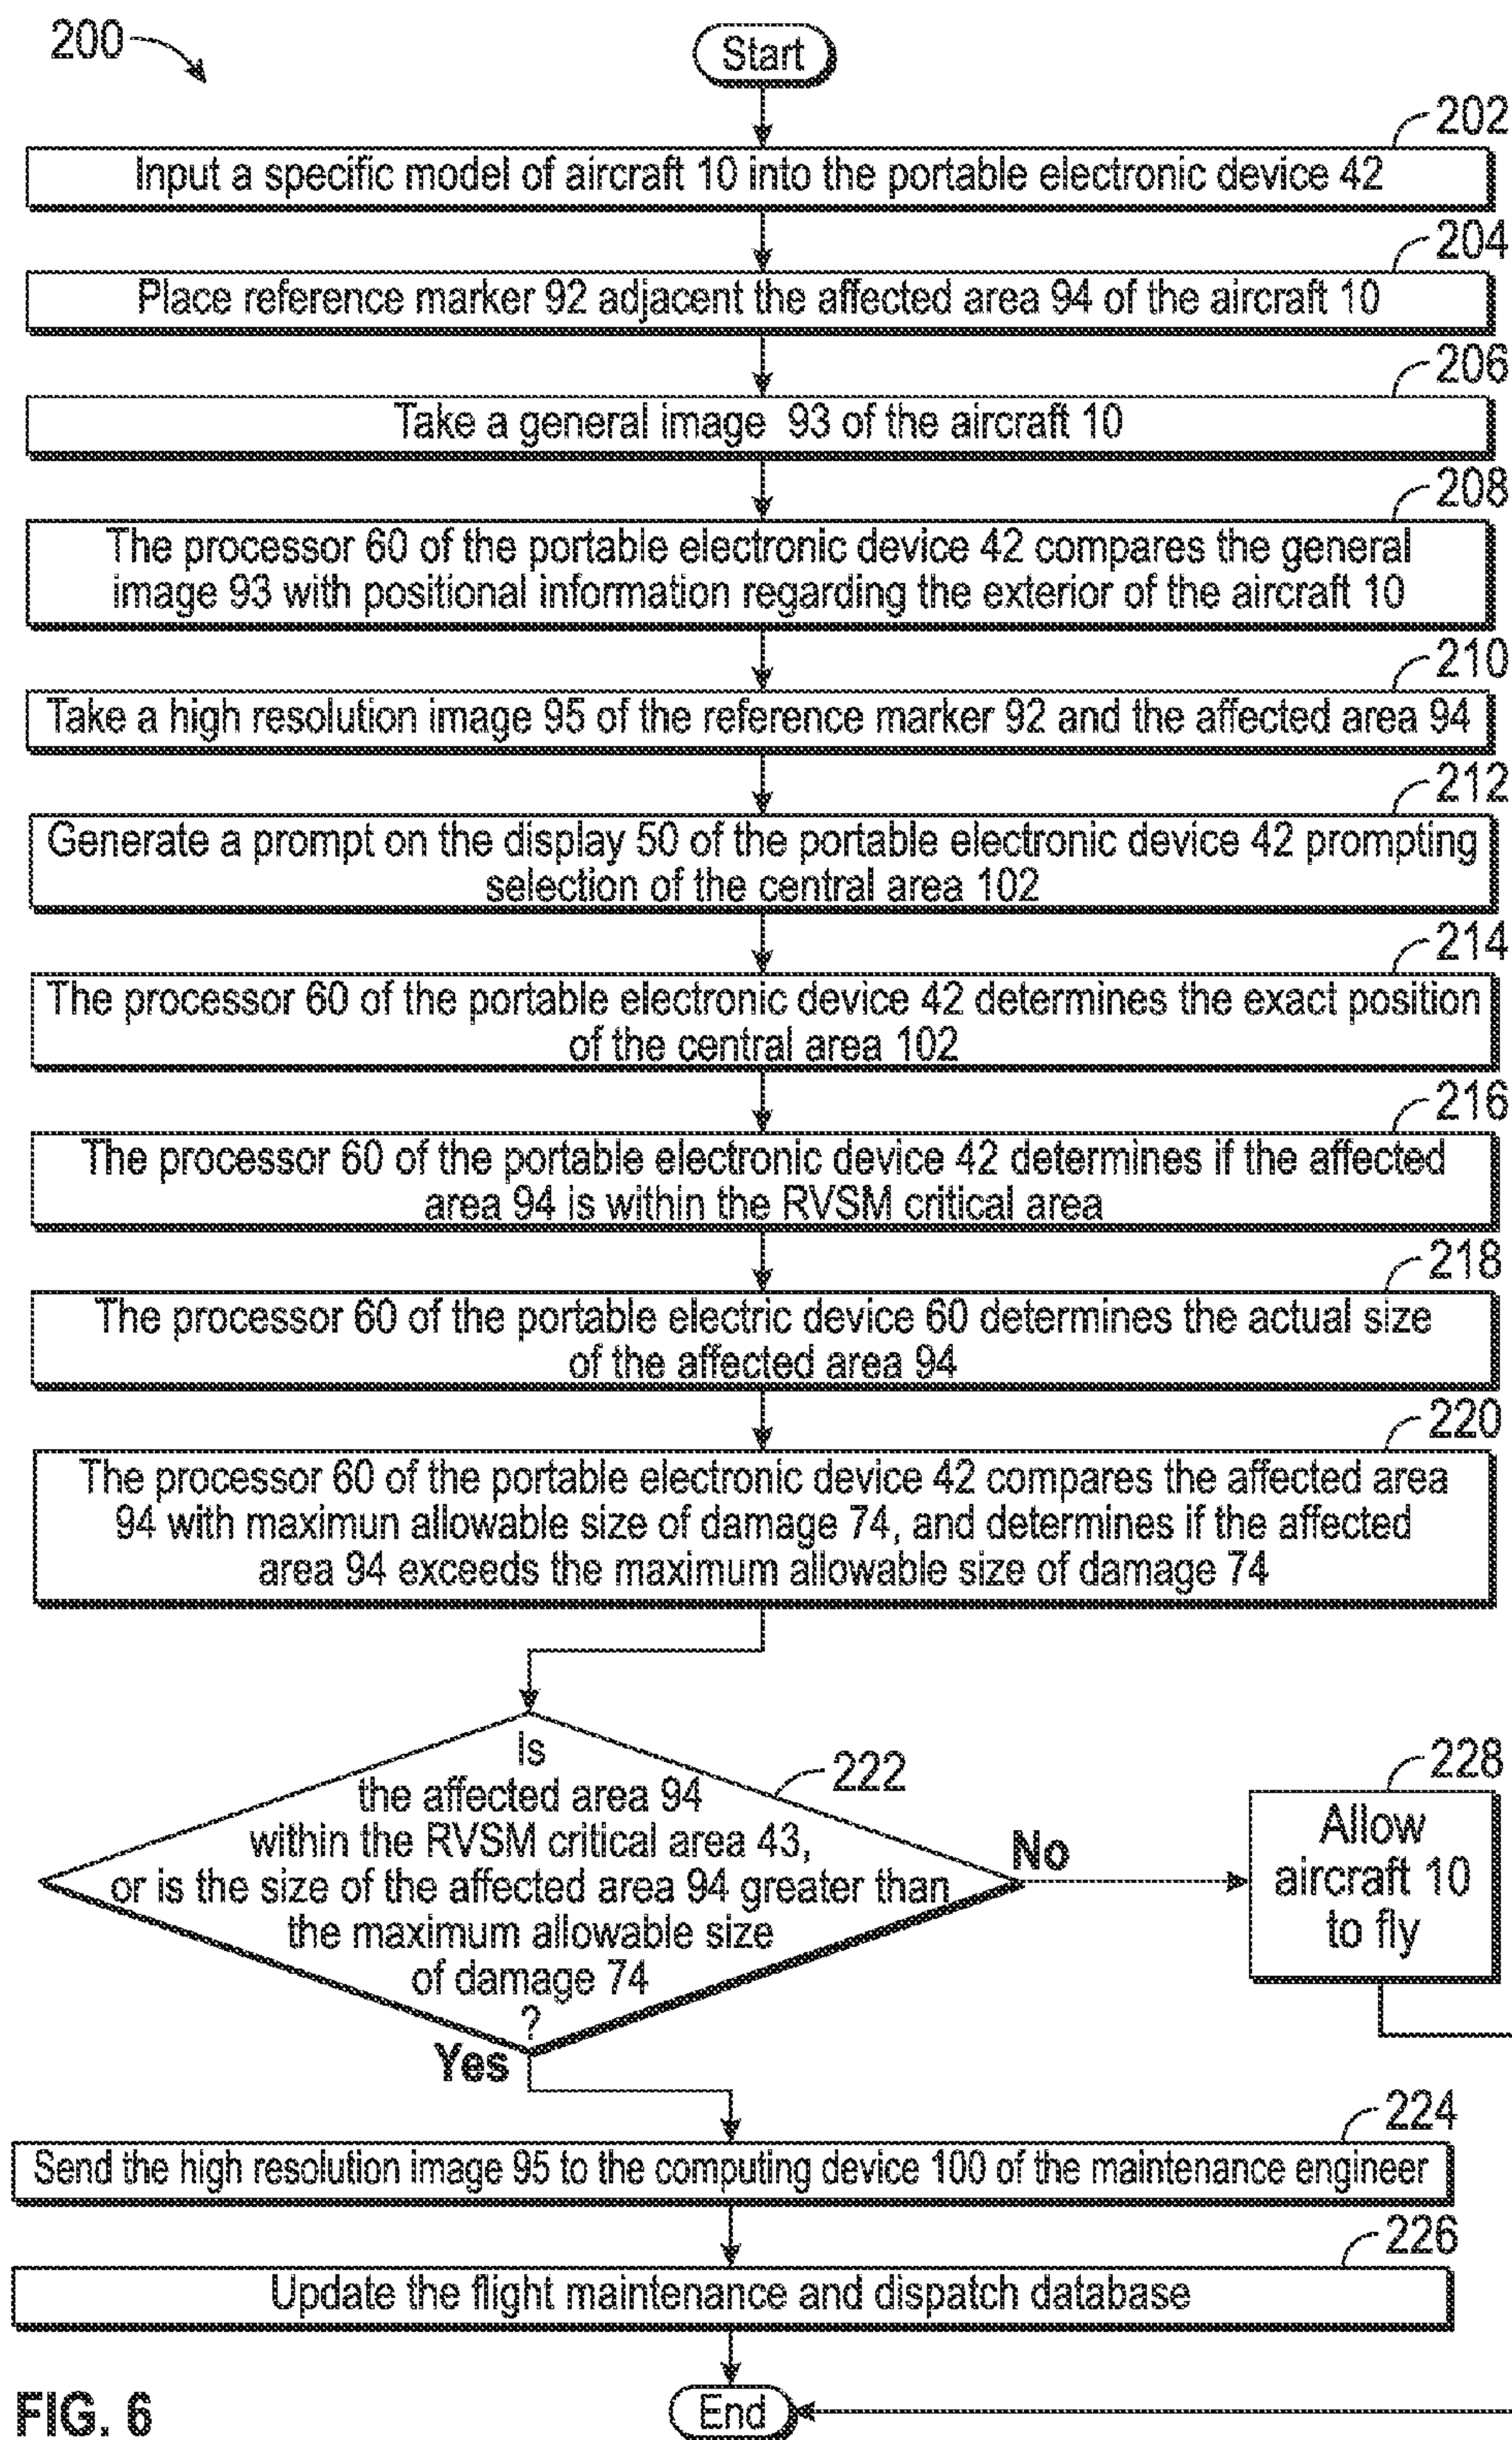 200
Start
202
Input a specific model of aircraft 10 into the portable electronic device 42
204
Place reference marker 92 adjacent the affected area 94 of the aircraft 10
206
Take a general image 93 of the aircraft 10
208
The processor 60 of the portable electronic device 42 compares the general
image 93 with positional information regarding the exterior of the aircraft 10
210
Take a high resolution image 95 of the reference marker 92 and the affected area 94
212
Generate a prompt on the display 50 of the portable electronic device 42 prompting
selection of the central area 102
214
The processor 60 of the portable electronic device 42 determines the exact position
of the central area 102
216
The processor 60 of the portable electronic device 42 determines if the affected
area 94 is within the RVSM critical area
218
The processor 60 of the portable electric device 60 determines the actual size
of the affected area 94
220
The processor 60 of the portable electronic device 42 compares the affected area
94 with maximun allowable size of damage 74, and determines if the affected
area 94 exceeds the maximum allowable size of damage 74
222
Is
the affected area 94
within the RVSM critical area 43,
or is the size of the affected area 94 greater than
the maximum allowable size
of damage 74
?
No
228
Allow
aircraft 10
to fly
Yes
224
Send the high resolution image 95 to the computing device 100 of the maintenance engineer
226
Update the flight maintenance and dispatch database
End
FIG. 6